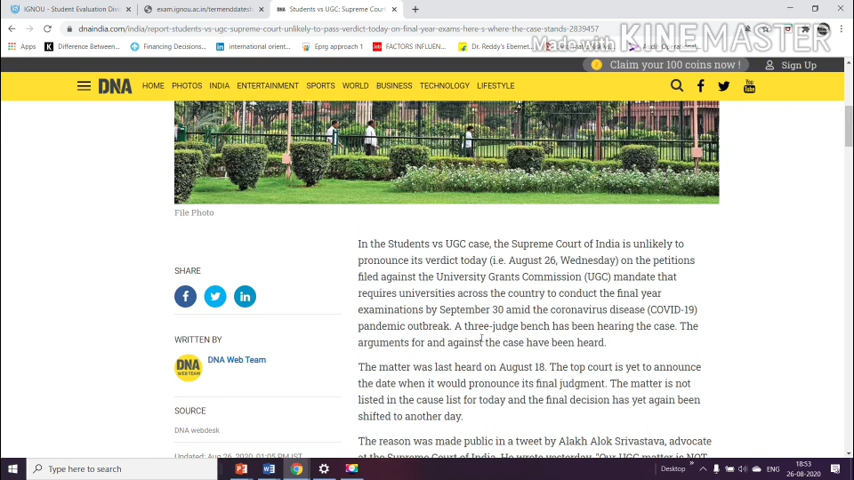 IGNOU - Student Evaluation Divi
exam.ignou.ac.in/termenddatesh
Students vs UGC: Supreme Court
dnaindia.com/india/report-students-vs-ugc-supreme-court-unlikely-to-pass-verdict-today-on-final-year-exams-here-s-where-the-case-stands-2839457
Made with KINEMASTER
Apps
Difference Between...
Financing Decisions...
international orient...
Eprg approach 1
FACTORS INFLUEN...
Dr. Reddy's Ebernet...
Claim your 100 coins now !
Sign Up
DNA HOME PHOTOS INDIA ENTERTAINMENT SPORTS WORLD BUSINESS TECHNOLOGY LIFESTYLE
You Tube
File Photo
In the Students vs UGC case, the Supreme Court of India is unlikely to
pronounce its verdict today (i.e. August 26, Wednesday) on the petitions
filed against the University Grants Commission (UGC) mandate that
requires universities across the country to conduct the final year
examinations by September 30 amid the coronavirus disease (COVID-19)
pandemic outbreak. A three-judge bench has been hearing the case. The
arguments for and against the case have been heard.
The matter was last heard on August 18. The top court is yet to announce
the date when it would pronounce its final judgment. The matter is not
listed in the cause list for today and the final decision has yet again been
shifted to another day.
The reason was made public in a tweet by Alakh Alok Srivastava, advocate
at the Supreme Court of India. He wrote yesterday, "Our UGC matter is NOT
SHARE
WRITTEN BY
DNA WEB TEAM
DNA Web Team
SOURCE
DNA webdesk
Updated: Aug 26, 2020, 01:05 PM IST
Type here to search
Desktop
ENG
18:53
26-08-2020